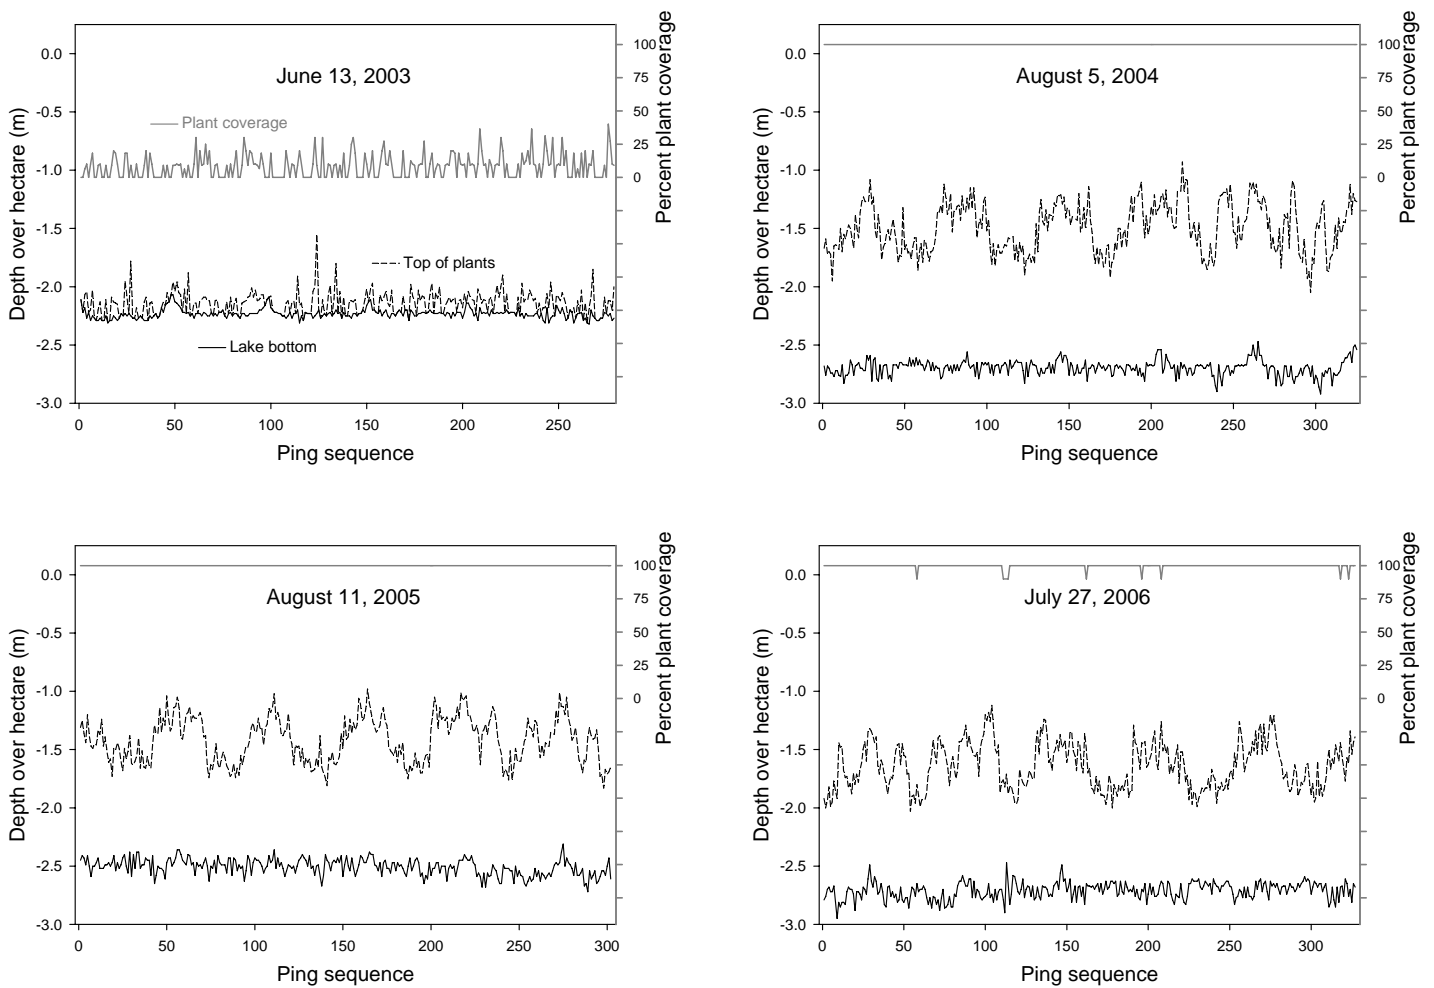 Depth over hectare (m)
0.0
-0.5
-1.0
-1.5
-2.0
-2.5
-3.0
June 13, 2003
Plant coverage
Top of plants
Lake bottom
100
75
50
25
0
Percent plant coverage
0 50 100 150 200 250
Ping sequence
Depth over hectare (m)
0.0
-0.5
-1.0
-1.5
-2.0
-2.5
-3.0
August 5, 2004
100
75
50
25
0
Percent plant coverage
0 50 100 150 200 250 300
Ping sequence
Depth over hectare (m)
0.0
-0.5
-1.0
-1.5
-2.0
-2.5
-3.0
August 11, 2005
100
75
50
25
0
Percent plant coverage
0 50 100 150 200 250 300
Ping sequence
Depth over hectare (m)
0.0
-0.5
-1.0
-1.5
-2.0
-2.5
-3.0
July 27, 2006
100
75
50
25
0
Percent plant coverage
0 50 100 150 200 250 300
Ping sequence